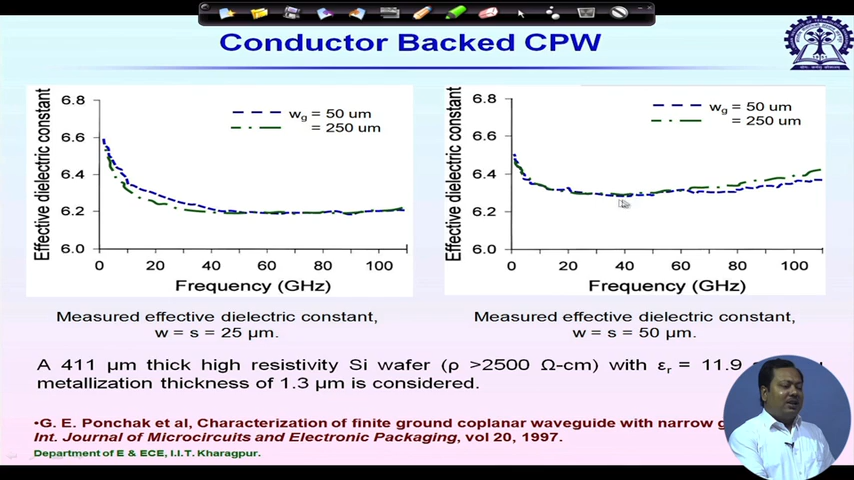 Conductor Backed CPW
Effective dielectric constant
6.8
6.6
6.4
6.2
6.0
wg = 50 um
= 250 um
0 20 40 60 80 100
Frequency (GHz)
Effective dielectric constant
6.8
6.6
6.4
6.2
6.0
wg = 50 um
= 250 um
0 20 40 60 80 100
Frequency (GHz)
Measured effective dielectric constant,
w = s = 25 μm.
Measured effective dielectric constant,
w = s = 50 μm.
A 411 μm thick high resistivity Si wafer (ρ >2500 Ω-cm) with εr = 11.9
metallization thickness of 1.3 μm is considered.
•G. E. Ponchak et al, Characterization of finite ground coplanar waveguide with narrow
Int. Journal of Microcircuits and Electronic Packaging, vol 20, 1997.
Department of E & ECE, I.I.T. Kharagpur.